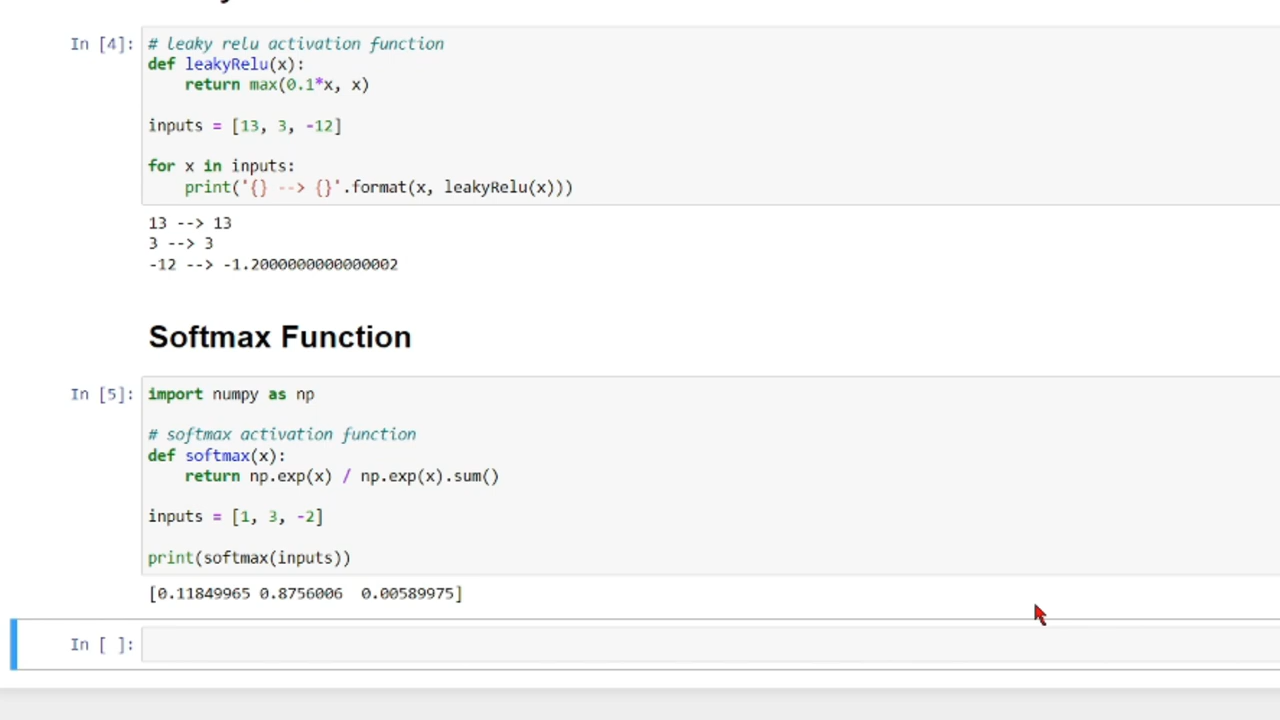 In [4]:
# leaky relu activation function
def leakyRelu(x):
    return max(0.1*x, x)
inputs = [13, 3, -12]
for x in inputs:
    print('{} --> {}'.format(x, leakyRelu(x)))
13 --> 13
3 --> 3
-12 --> -1.2000000000000002
Softmax Function
In [5]:
import numpy as np
# softmax activation function
def softmax(x):
    return np.exp(x) / np.exp(x).sum()
inputs = [1, 3, -2]
print(softmax(inputs))
[0.11849965 0.8756006  0.00589975]
In [ ]: